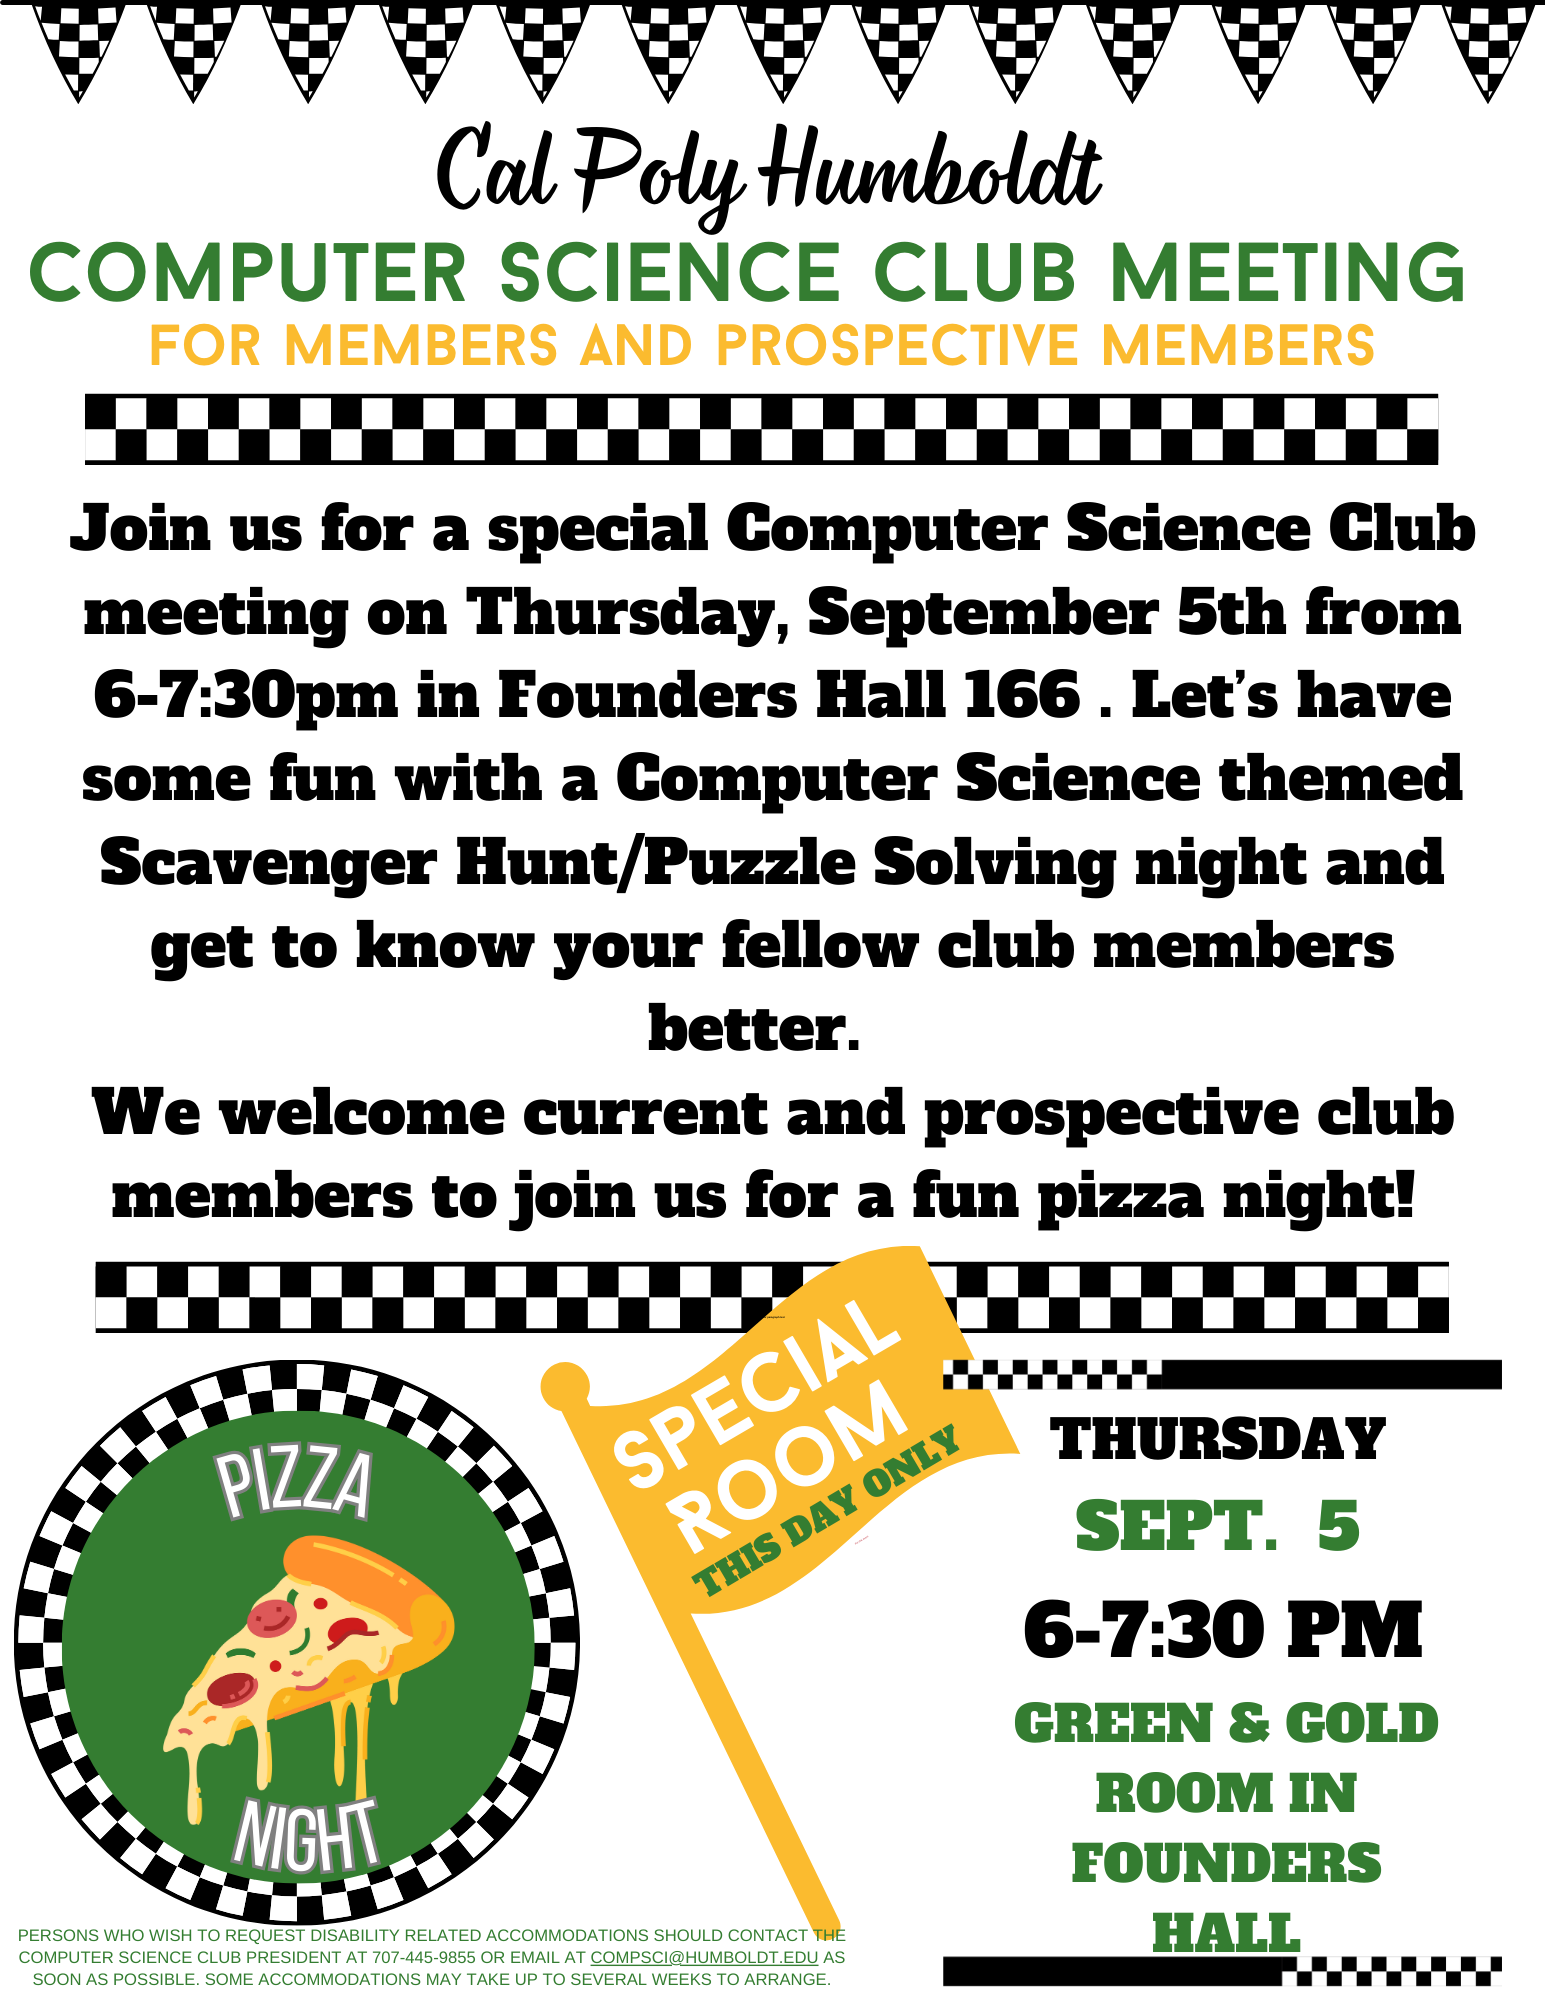 Cal Poly Humboldt
COMPUTER SCIENCE CLUB MEETING
FOR MEMBERS AND PROSPECTIVE MEMBERS
Join us for a special Computer Science Club
meeting on Thursday, September 5th from
6-7:30pm in Founders Hall 166 . Let's have
some fun with a Computer Science themed
Scavenger Hunt/Puzzle Solving night and
get to know your fellow club members
better.
We welcome current and prospective club
members to join us for a fun pizza night!
PIZZA
NIGHT
SPECIAL
ROOM
THIS DAY ONLY
THURSDAY
SEPT. 5
6-7:30 PM
GREEN & GOLD
ROOM IN
FOUNDERS
HALL
PERSONS WHO WISH TO REQUEST DISABILITY RELATED ACCOMMODATIONS SHOULD CONTACT THE
COMPUTER SCIENCE CLUB PRESIDENT AT 707-445-9855 OR EMAIL AT COMPSCI@HUMBOLDT.EDU AS
SOON AS POSSIBLE. SOME ACCOMMODATIONS MAY TAKE UP TO SEVERAL WEEKS TO ARRANGE.